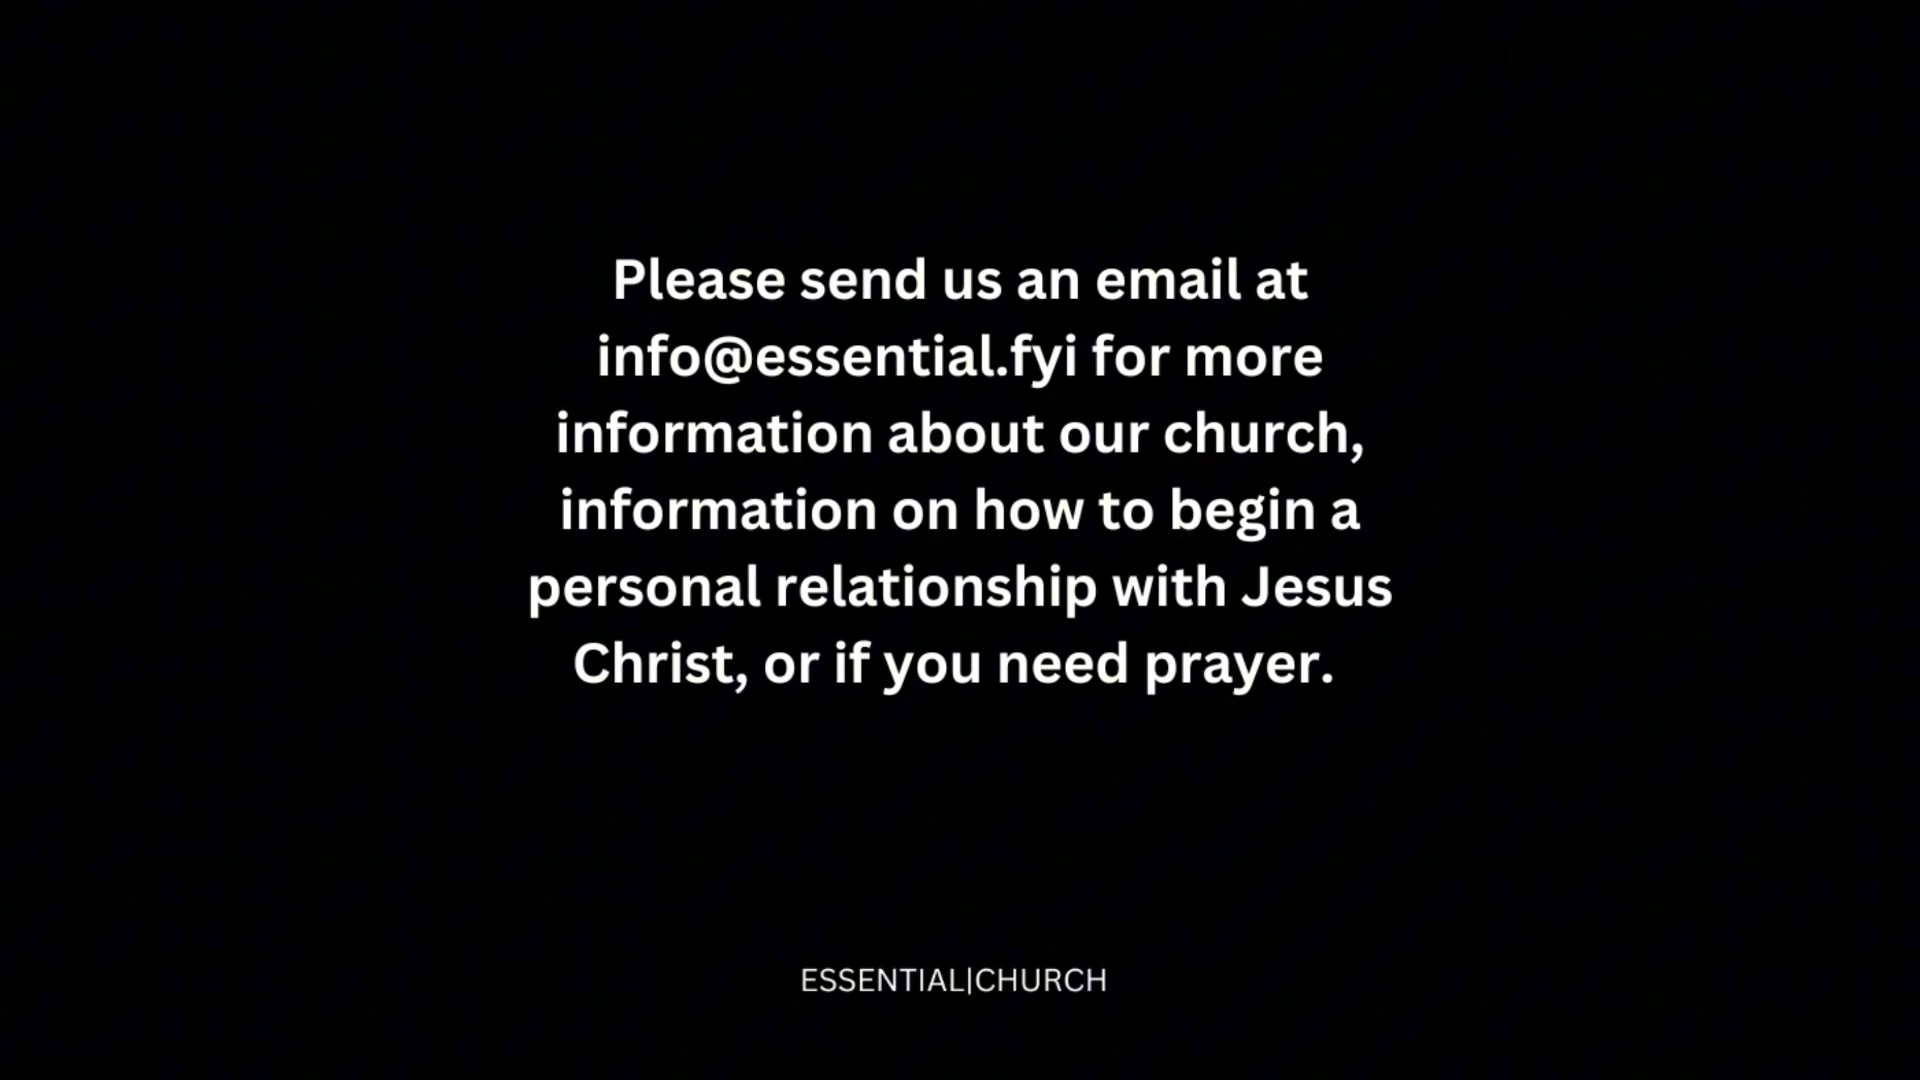 Please send us an email at
info@essential.fyi for more
information about our church,
information on how to begin a
personal relationship with Jesus
Christ, or if you need prayer.
ESSENTIAL|CHURCH